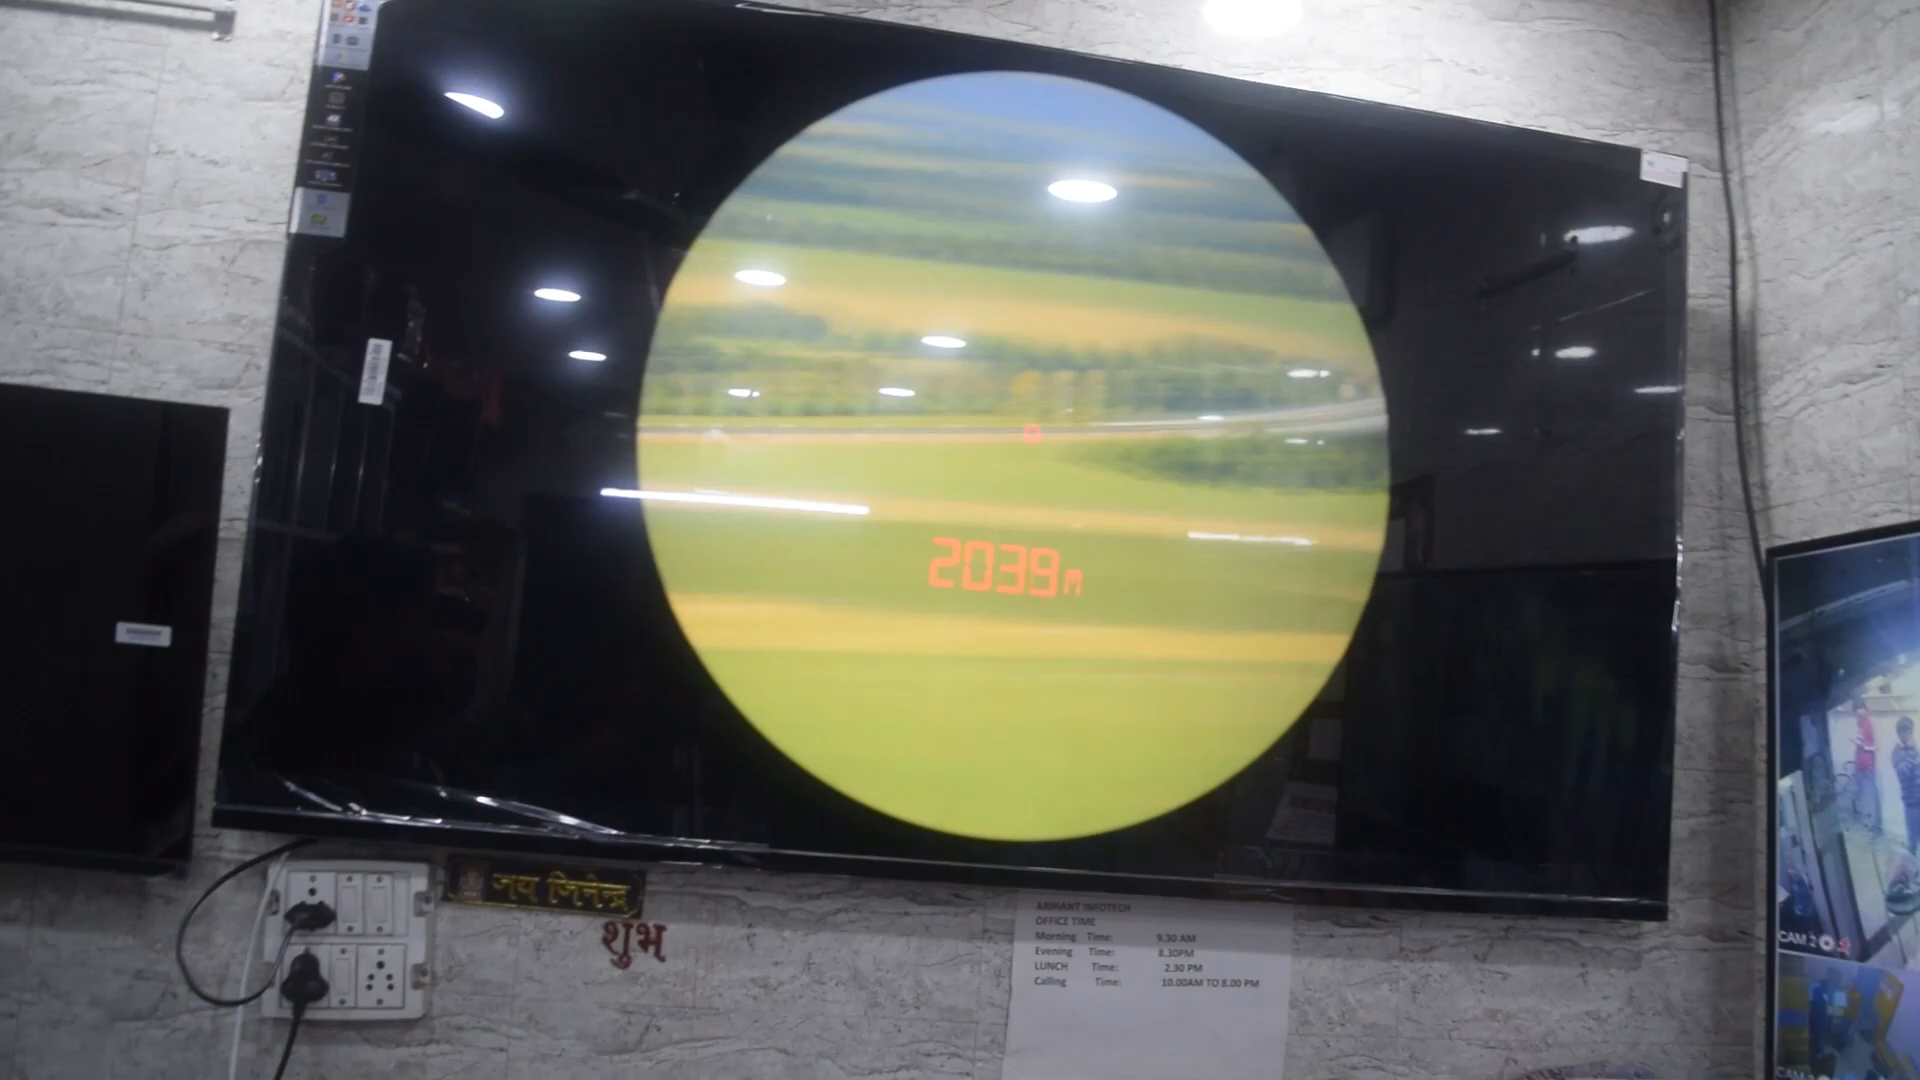 2039m
जय जिनेन्द्र
શુભ
ARIHANT INFOTECH
OFFICE TIME
Morning Time: 9.30 AM
Evening Time: 8.30PM
LUNCH Time: 2.30 PM
Calling Time: 10.00AM TO 8.00 PM
CAM 2